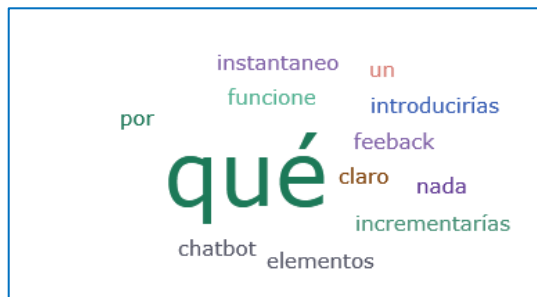 instantaneo
un
funcione
introducirías
por
feeback
qué
claro
nada
incrementarías
chatbot
elementos